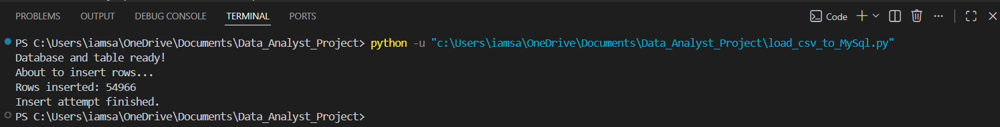 PROBLEMS OUTPUT DEBUG CONSOLE TERMINAL PORTS Code
PS C:\Users\iamsa\OneDrive\Documents\Data_Analyst_Project> python -u "c:\Users\iamsa\OneDrive\Documents\Data_Analyst_Project\load_csv_to_MySql.py"
Database and table ready!
About to insert rows...
Rows inserted: 54966
Insert attempt finished.
PS C:\Users\iamsa\OneDrive\Documents\Data_Analyst_Project>